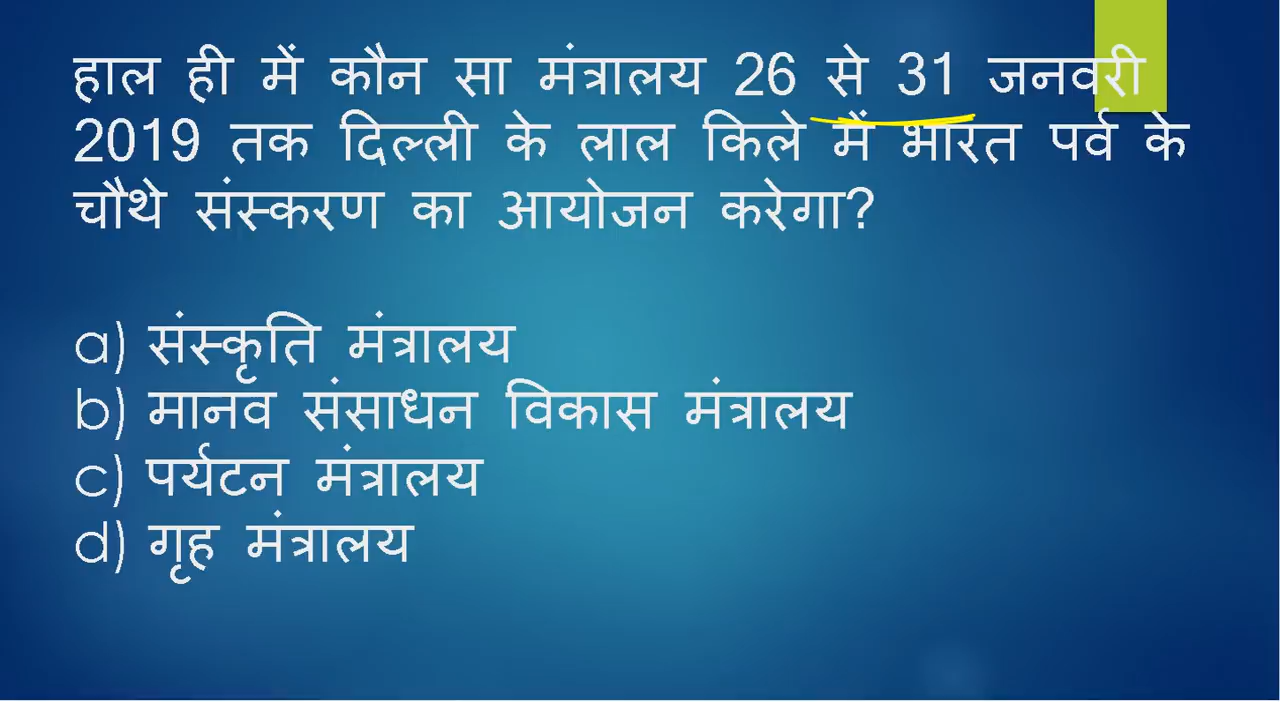 हाल ही में कौन सा मंत्रालय 26 से 31 जनवरी
2019 तक दिल्ली के लाल किले में भारत पर्व के
चौथे संस्करण का आयोजन करेगा?
a) संस्कृति मंत्रालय
b) मानव संसाधन विकास मंत्रालय
c) पर्यटन मंत्रालय
d) गृह मंत्रालय